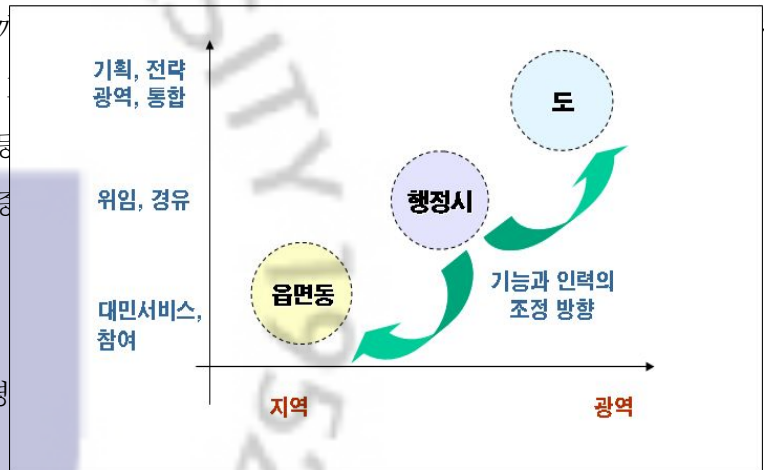 기획, 전략
광역, 통합
도
위임, 경유
행정시
대민서비스,
참여
읍면동
기능과 인력의
조정 방향
지역
광역